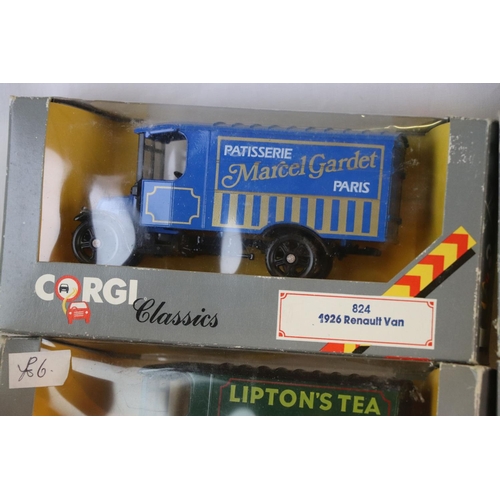 PATISSERIE
Marcel Gardet
PARIS
CORGI
Classics
824
1926 Renault Van
£6.
LIPTON'S TEA